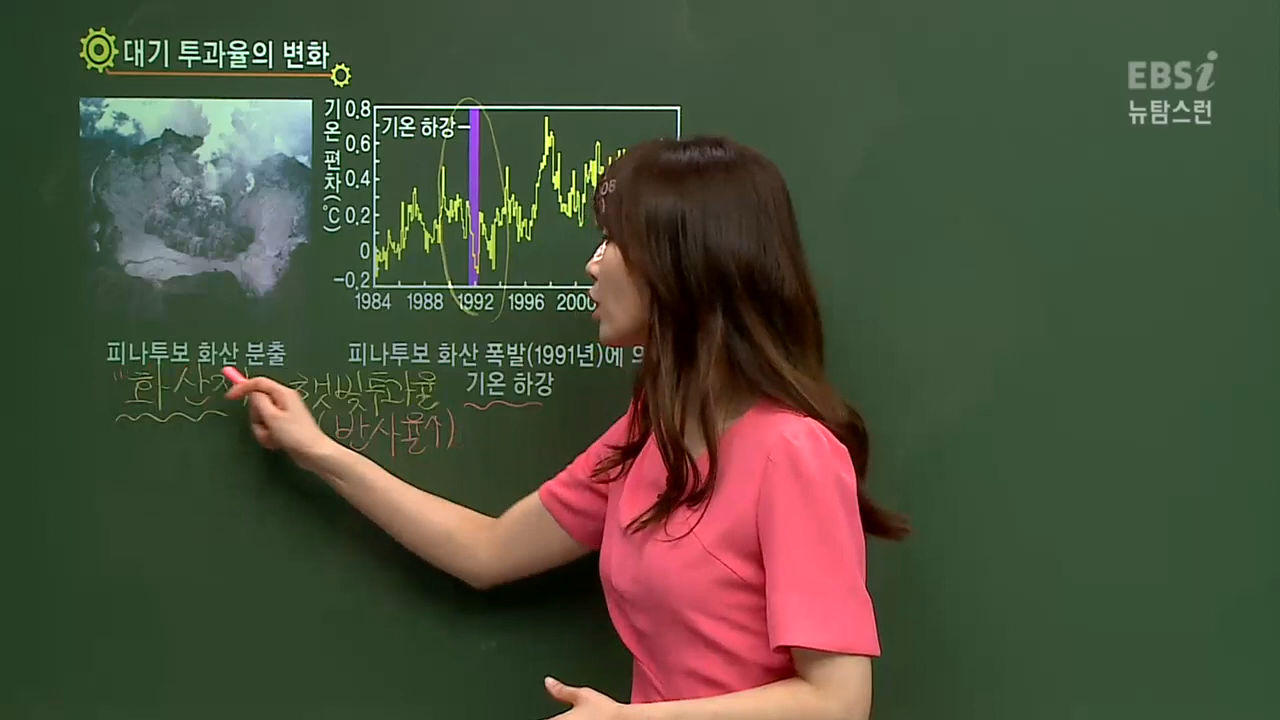 대기 투과율의 변화
EBSi
뉴탐스런
기온 편차(℃)
0.8
0.6
0.4
0.2
0
-0.2
기온 하강
1984 1988 1992 1996 2000
피나투보 화산 분출
피나투보 화산 폭발(1991년)에 의
기온 하강
"화산 햇빛투과율
(반사율↑)